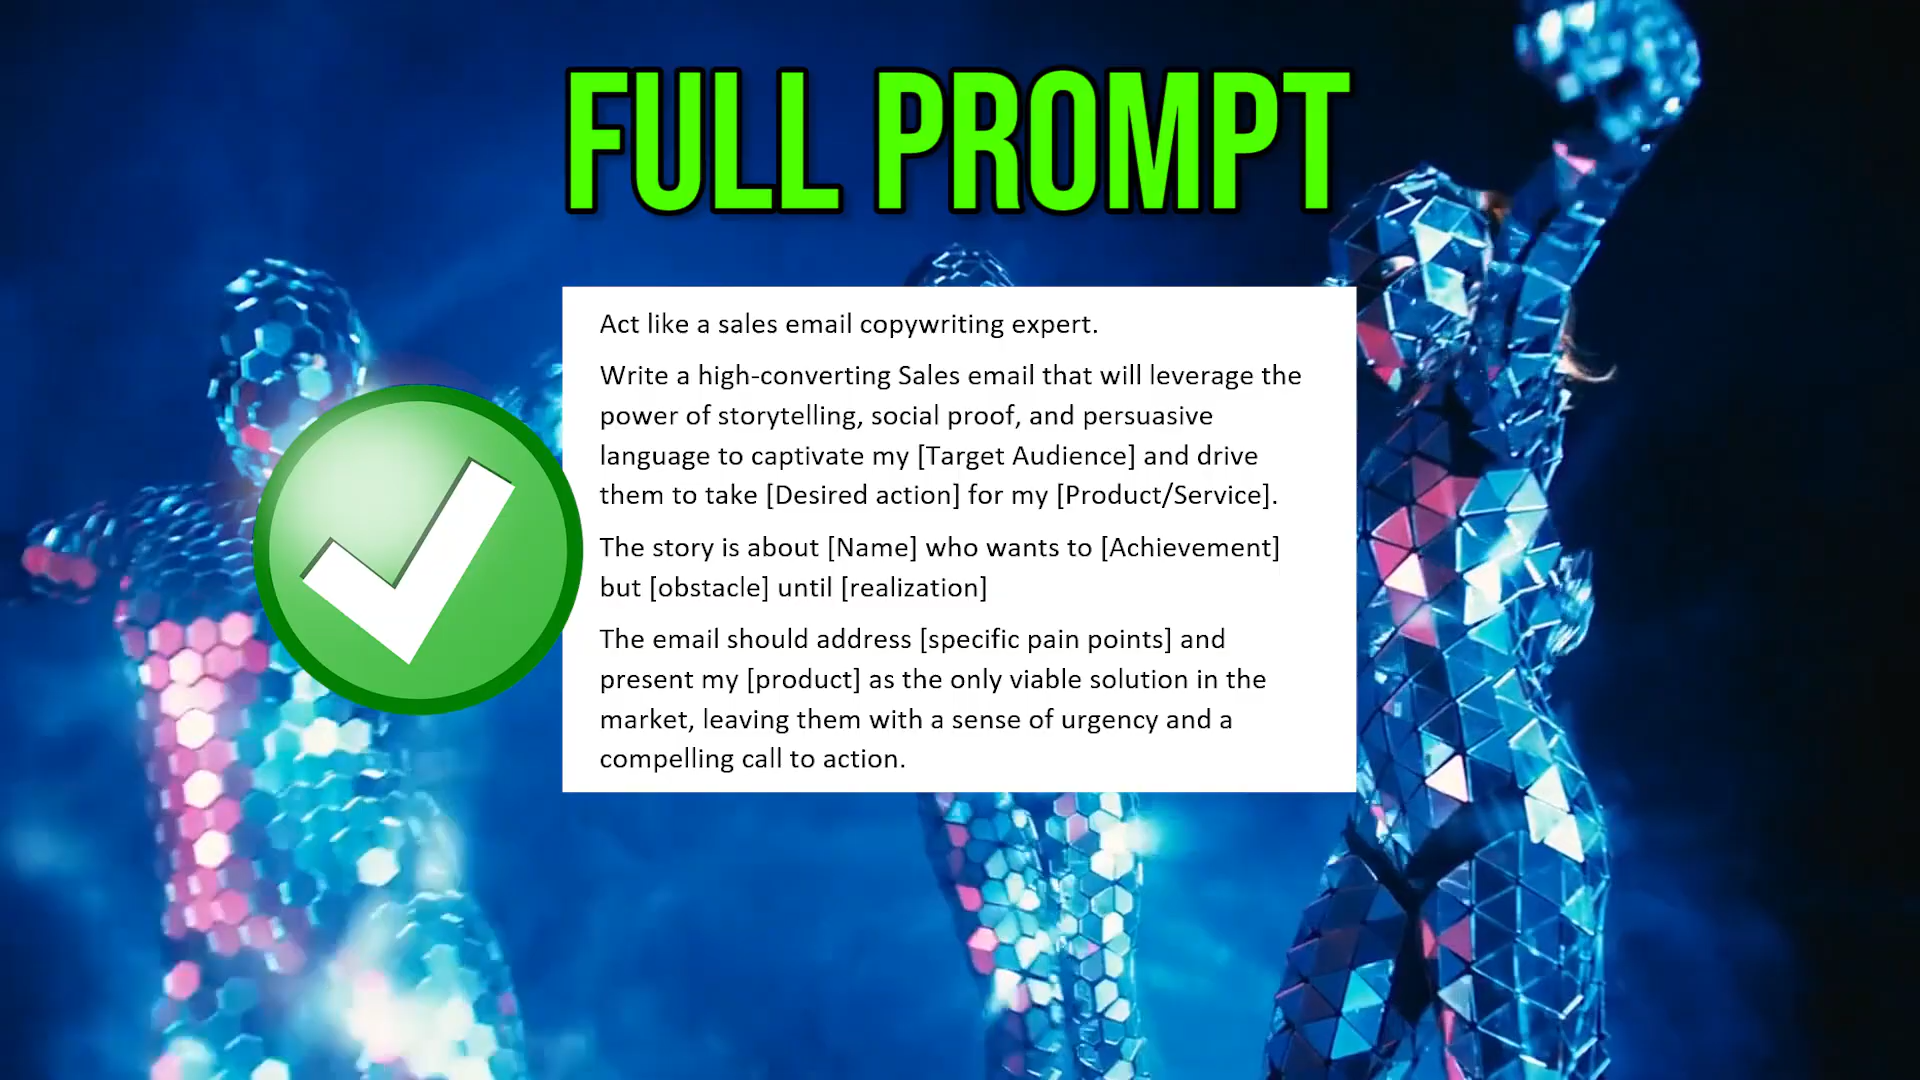 FULL PROMPT
Act like a sales email copywriting expert.
Write a high-converting Sales email that will leverage the
power of storytelling, social proof, and persuasive
language to captivate my [Target Audience] and drive
them to take [Desired action] for my [Product/Service].
The story is about [Name] who wants to [Achievement]
but [obstacle] until [realization]
The email should address [specific pain points] and
present my [product] as the only viable solution in the
market, leaving them with a sense of urgency and a
compelling call to action.